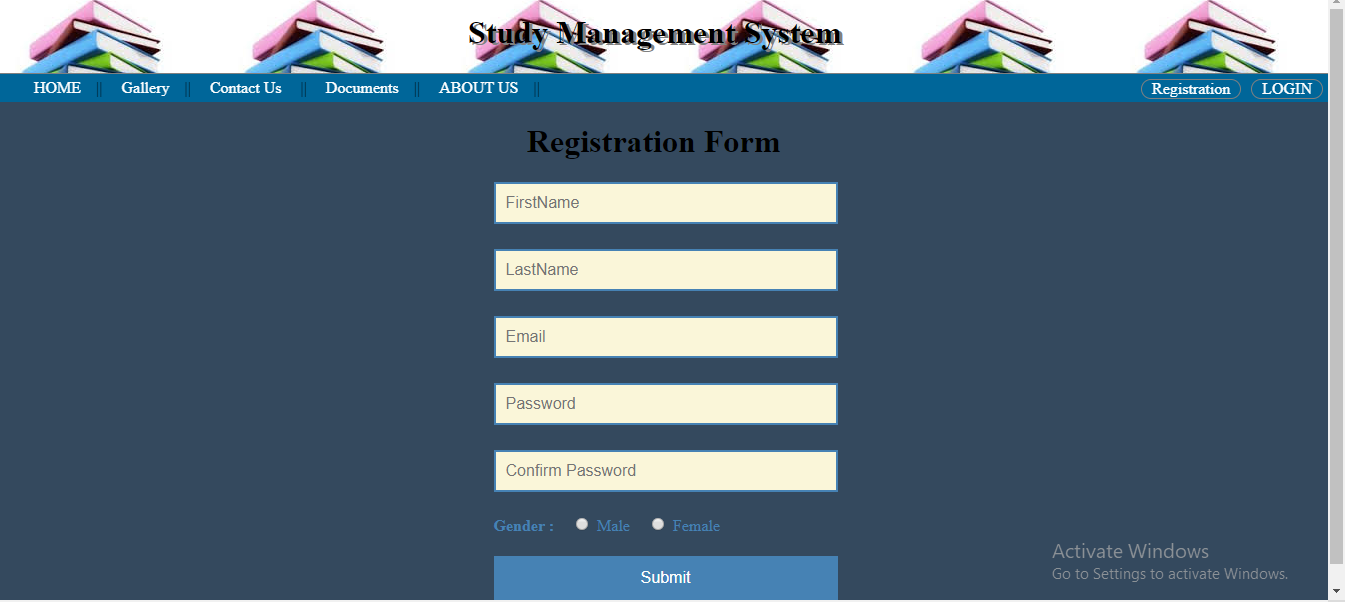 Study Management System
HOME || Gallery || Contact Us || Documents || ABOUT US || Registration LOGIN
Registration Form
FirstName
LastName
Email
Password
Confirm Password
Gender : Male Female
Submit
Activate Windows
Go to Settings to activate Windows.